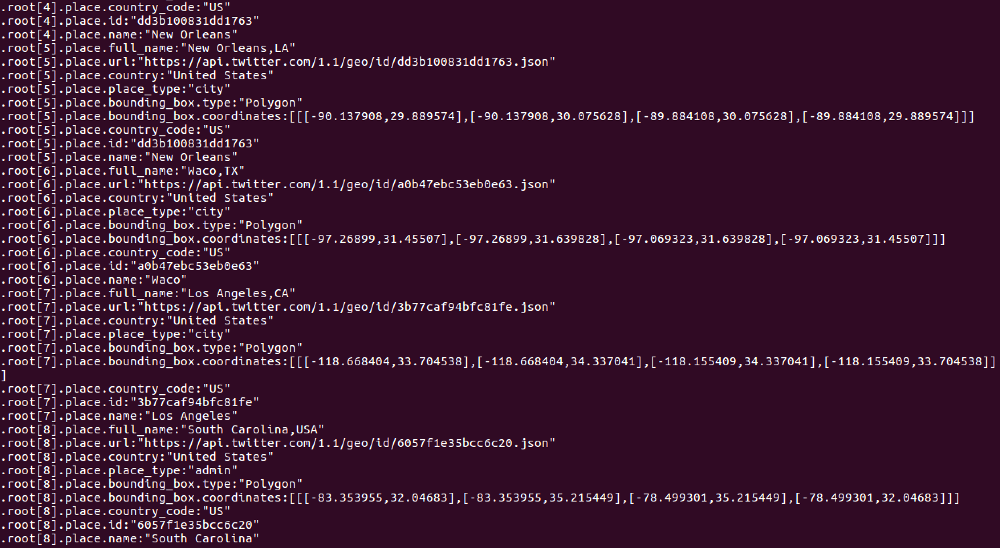 .root[4].place.country_code:"US"
.root[4].place.id:"dd3b100831dd1763"
.root[4].place.name:"New Orleans"
.root[5].place.full_name:"New Orleans,LA"
.root[5].place.url:"https://api.twitter.com/1.1/geo/id/dd3b100831dd1763.json"
.root[5].place.country:"United States"
.root[5].place.place_type:"city"
.root[5].place.bounding_box.type:"Polygon"
.root[5].place.bounding_box.coordinates:[[[-90.137908,29.889574],[-90.137908,30.075628],[-89.884108,30.075628],[-89.884108,29.889574]]]
.root[5].place.country_code:"US"
.root[5].place.id:"dd3b100831dd1763"
.root[5].place.name:"New Orleans"
.root[6].place.full_name:"Waco,TX"
.root[6].place.url:"https://api.twitter.com/1.1/geo/id/a0b47ebc53eb0e63.json"
.root[6].place.country:"United States"
.root[6].place.place_type:"city"
.root[6].place.bounding_box.type:"Polygon"
.root[6].place.bounding_box.coordinates:[[[-97.26899,31.45507],[-97.26899,31.639828],[-97.069323,31.639828],[-97.069323,31.45507]]]
.root[6].place.country_code:"US"
.root[6].place.id:"a0b47ebc53eb0e63"
.root[6].place.name:"Waco"
.root[7].place.full_name:"Los Angeles,CA"
.root[7].place.url:"https://api.twitter.com/1.1/geo/id/3b77caf94bfc81fe.json"
.root[7].place.country:"United States"
.root[7].place.place_type:"city"
.root[7].place.bounding_box.type:"Polygon"
.root[7].place.bounding_box.coordinates:[[[-118.668404,33.704538],[-118.668404,34.337041],[-118.155409,34.337041],[-118.155409,33.704538]]
]
.root[7].place.country_code:"US"
.root[7].place.id:"3b77caf94bfc81fe"
.root[7].place.name:"Los Angeles"
.root[8].place.full_name:"South Carolina,USA"
.root[8].place.url:"https://api.twitter.com/1.1/geo/id/6057f1e35bcc6c20.json"
.root[8].place.country:"United States"
.root[8].place.place_type:"admin"
.root[8].place.bounding_box.type:"Polygon"
.root[8].place.bounding_box.coordinates:[[[-83.353955,32.04683],[-83.353955,35.215449],[-78.499301,35.215449],[-78.499301,32.04683]]]
.root[8].place.country_code:"US"
.root[8].place.id:"6057f1e35bcc6c20"
.root[8].place.name:"South Carolina"